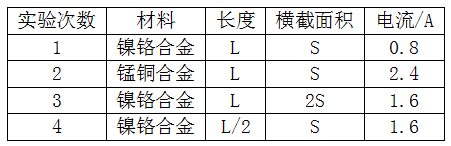 实验次数 材料 长度 横截面积 电流/A
1 镍铬合金 L S 0.8
2 锰铜合金 L S 2.4
3 镍铬合金 L 2S 1.6
4 镍铬合金 L/2 S 1.6